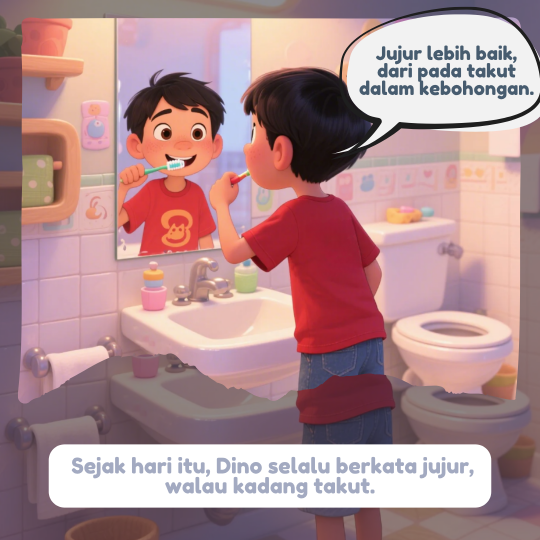 Jujur lebih baik,
dari pada takut
dalam kebohongan.
Sejak hari itu, Dino selalu berkata jujur,
walau kadang takut.